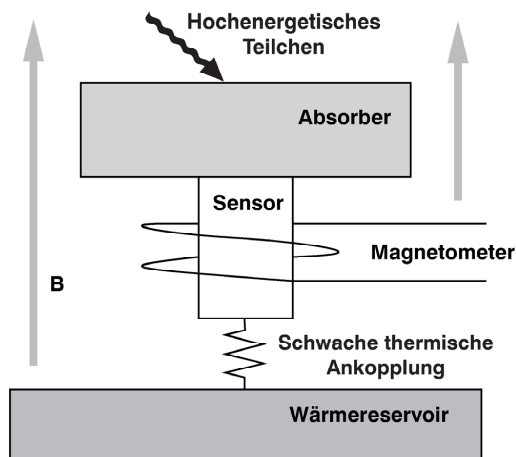 Hochenergetisches
Teilchen
Absorber
Sensor
Magnetometer
B
Schwache thermische
Ankopplung
Wärmereservoir